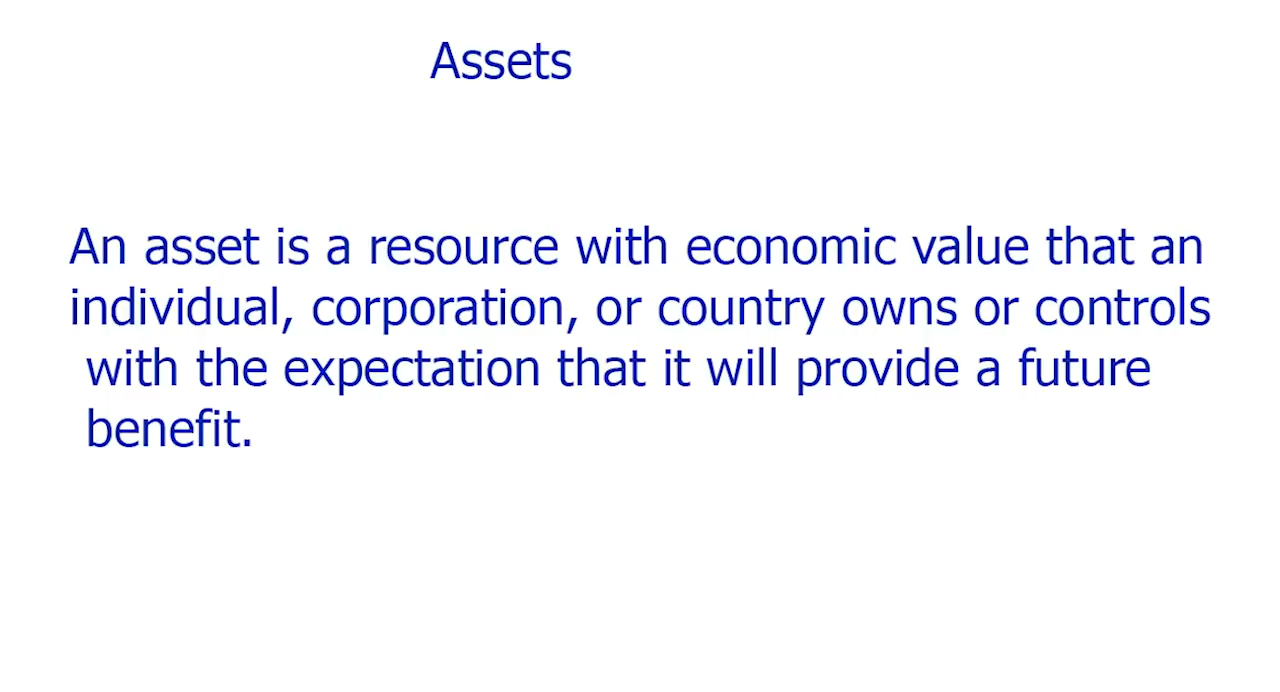 Assets
An asset is a resource with economic value that an
individual, corporation, or country owns or controls
with the expectation that it will provide a future
benefit.